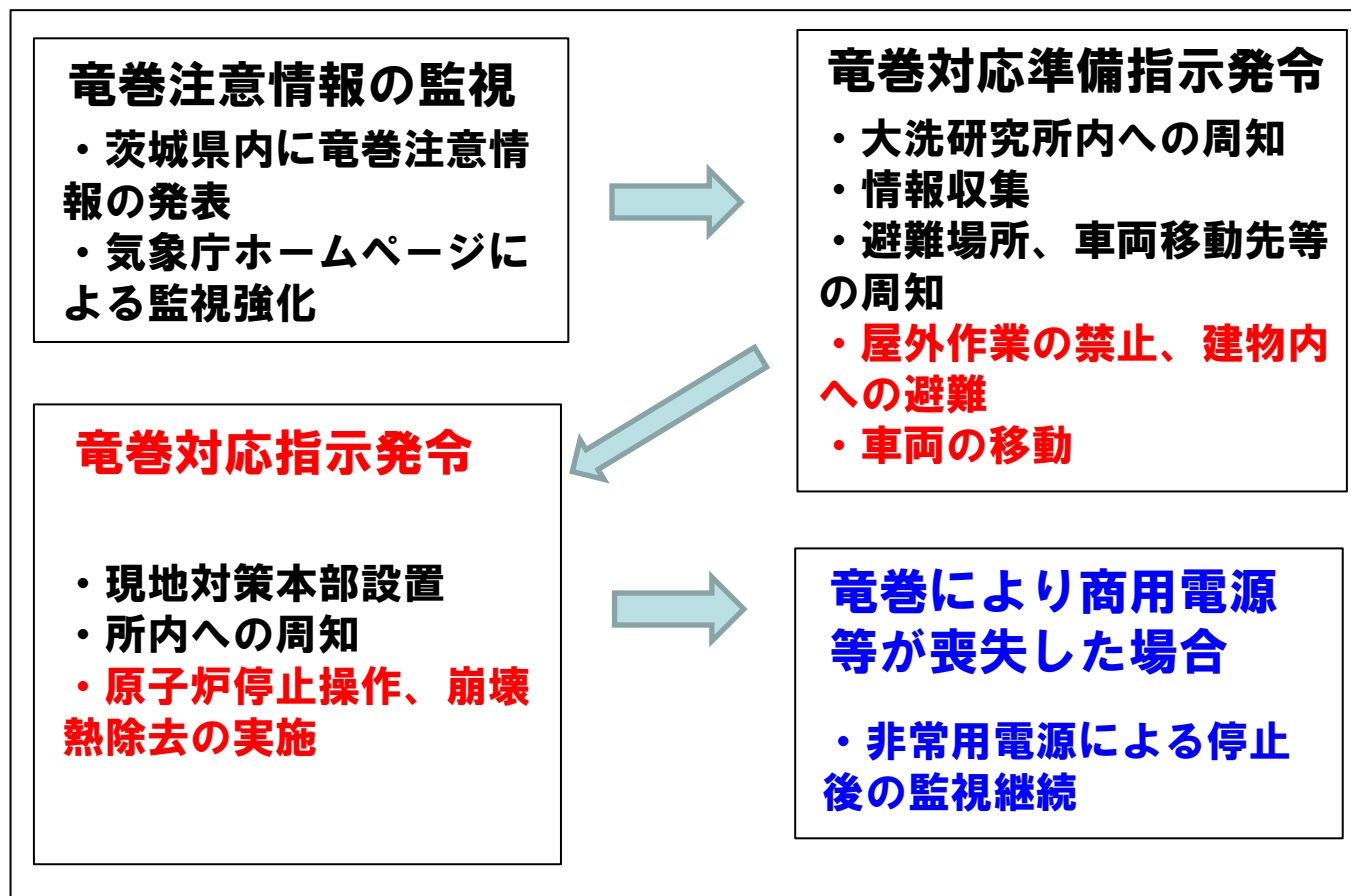 竜巻注意情報の監視
・茨城県内に竜巻注意情
報の発表
・気象庁ホームページに
よる監視強化
竜巻対応準備指示発令
・大洗研究所内への周知
・情報収集
・避難場所、車両移動先等
の周知
・屋外作業の禁止、建物内
への避難
・車両の移動
竜巻対応指示発令
・現地対策本部設置
・所内への周知
・原子炉停止操作、崩壊
熱除去の実施
竜巻により商用電源
等が喪失した場合
・非常用電源による停止
後の監視継続